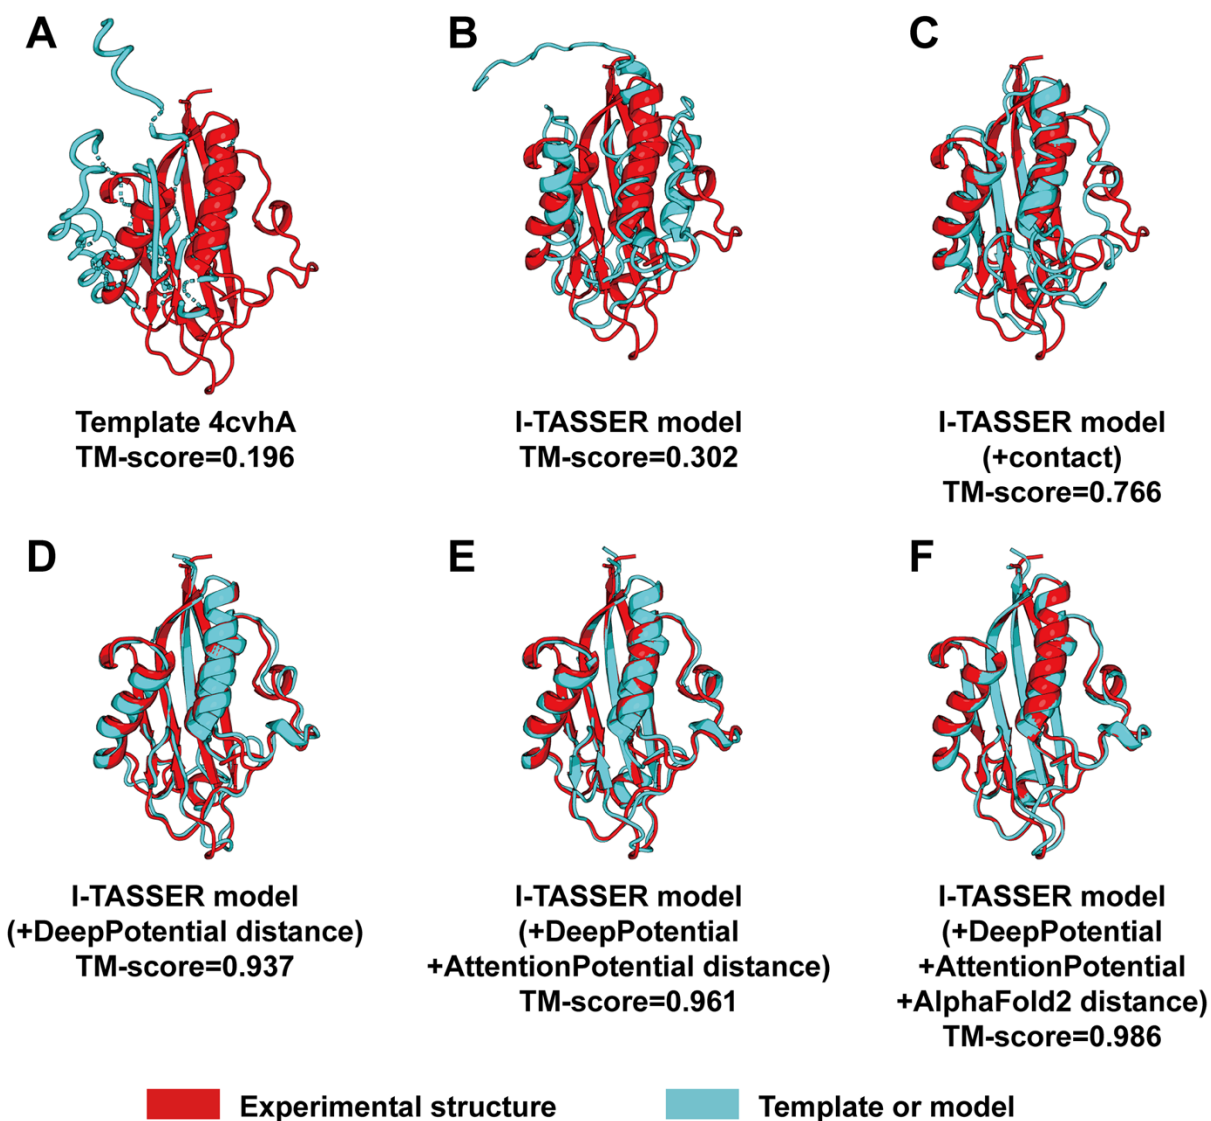 A
B
C
Template 4cvhA
TM-score=0.196
I-TASSER model
TM-score=0.302
I-TASSER model
(+contact)
TM-score=0.766
D
E
F
I-TASSER model
(+DeepPotential distance)
TM-score=0.937
I-TASSER model
(+DeepPotential
+AttentionPotential distance)
TM-score=0.961
I-TASSER model
(+DeepPotential
+AttentionPotential
+AlphaFold2 distance)
TM-score=0.986
Experimental structure
Template or model